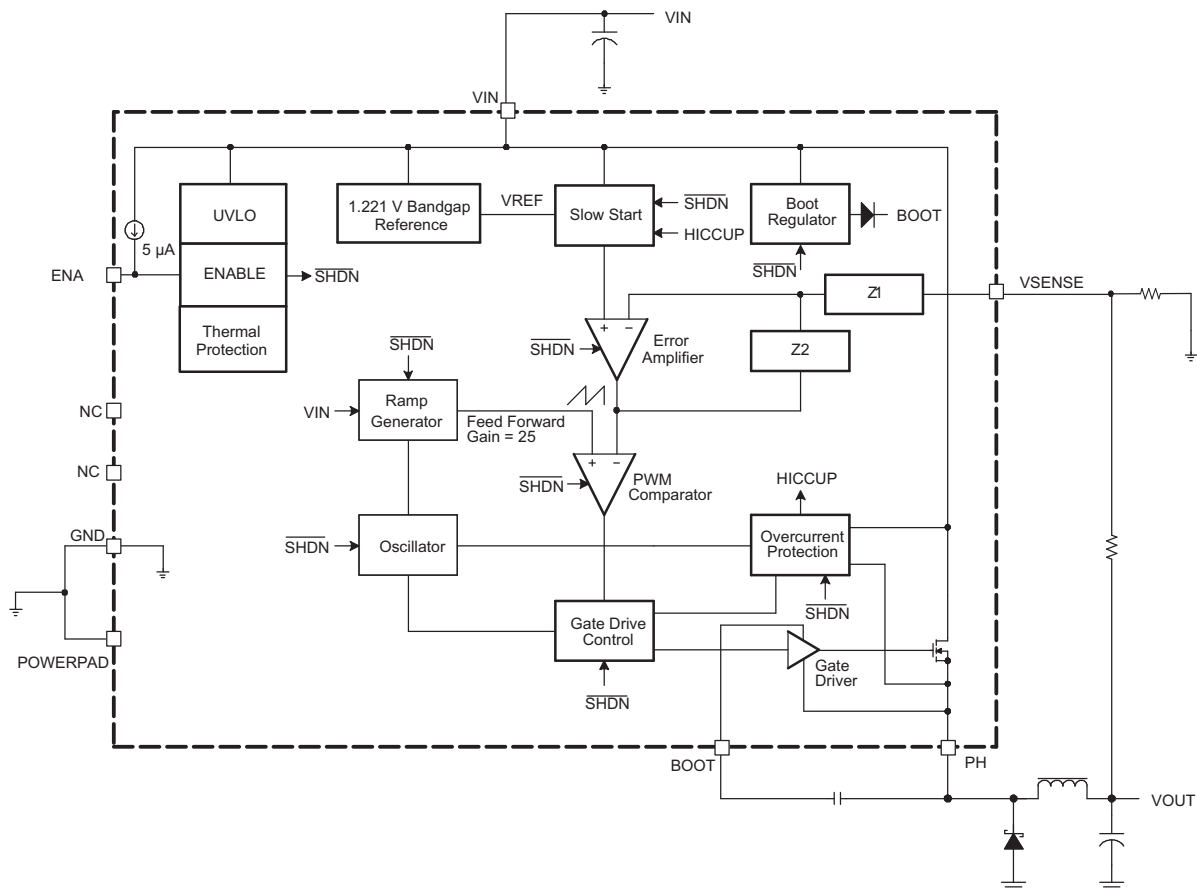 VIN
VIN
UVLO
1.221 V Bandgap
Reference
VREF
Slow Start
SHDN
HICCUP
Boot
Regulator
BOOT
5 µA
ENA
ENABLE
SHDN
SHDN
Z1
VSENSE
Thermal
Protection
SHDN
+
−
SHDN
Error
Amplifier
Z2
NC
VIN
Ramp
Generator
Feed Forward
Gain = 25
+
−
NC
SHDN
PWM
Comparator
HICCUP
GND
SHDN
Oscillator
Overcurrent
Protection
SHDN
POWERPAD
Gate Drive
Control
SHDN
Gate
Driver
BOOT
PH
VOUT